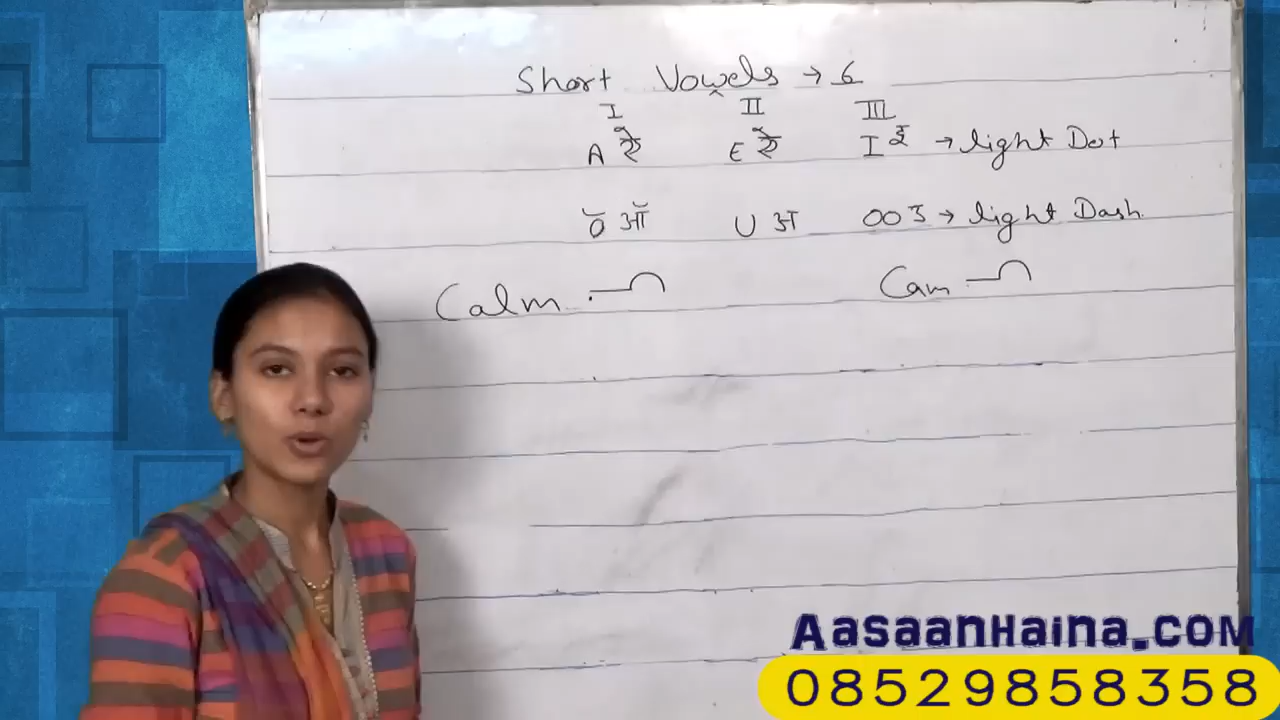 Short Vowels → 6
I II III
A ऐ E ऐ I इ → light Dot
ŏ ऑ U अ OO उ → light Dash
Calm Cam
AasaanHaina.com
08529858358